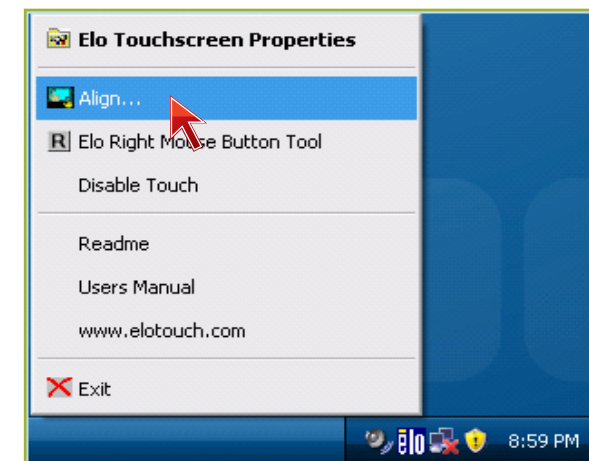 Elo Touchscreen Properties
Align...
R Elo Right Mouse Button Tool
Disable Touch
Readme
Users Manual
www.elotouch.com
Exit
ēlo 8:59 PM